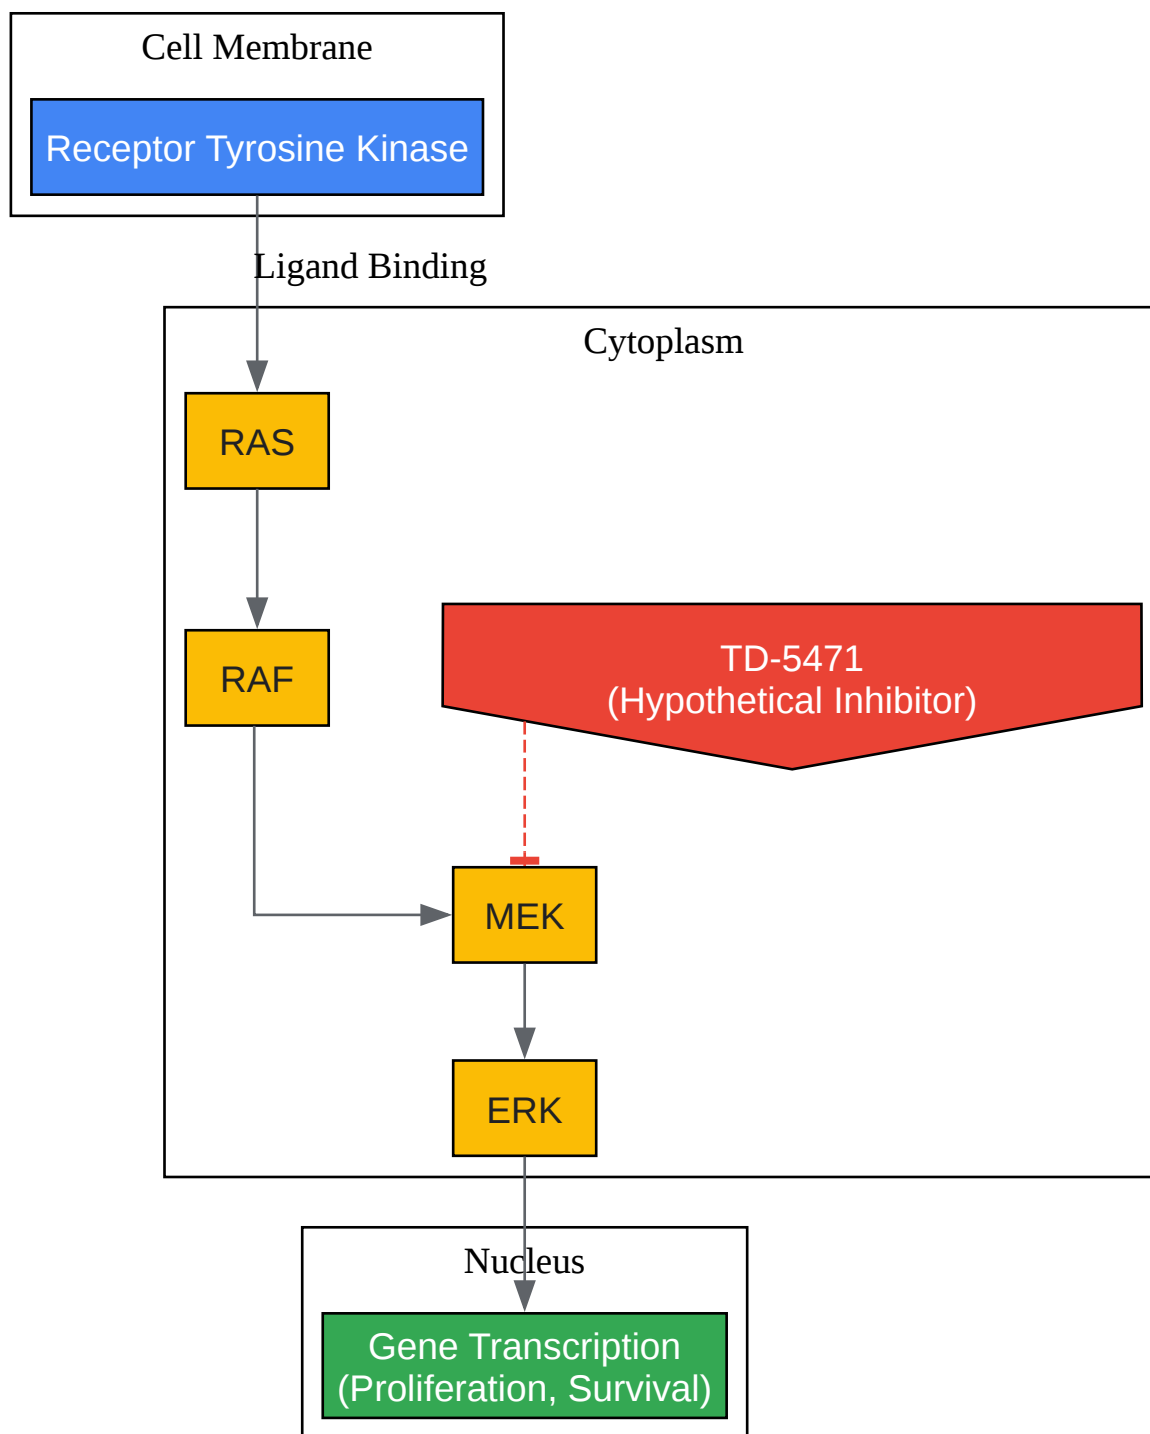 Cell Membrane
Receptor Tyrosine Kinase
Ligand Binding
Cytoplasm
RAS
RAF
TD-5471
(Hypothetical Inhibitor)
MEK
ERK
Nucleus
Gene Transcription
(Proliferation, Survival)